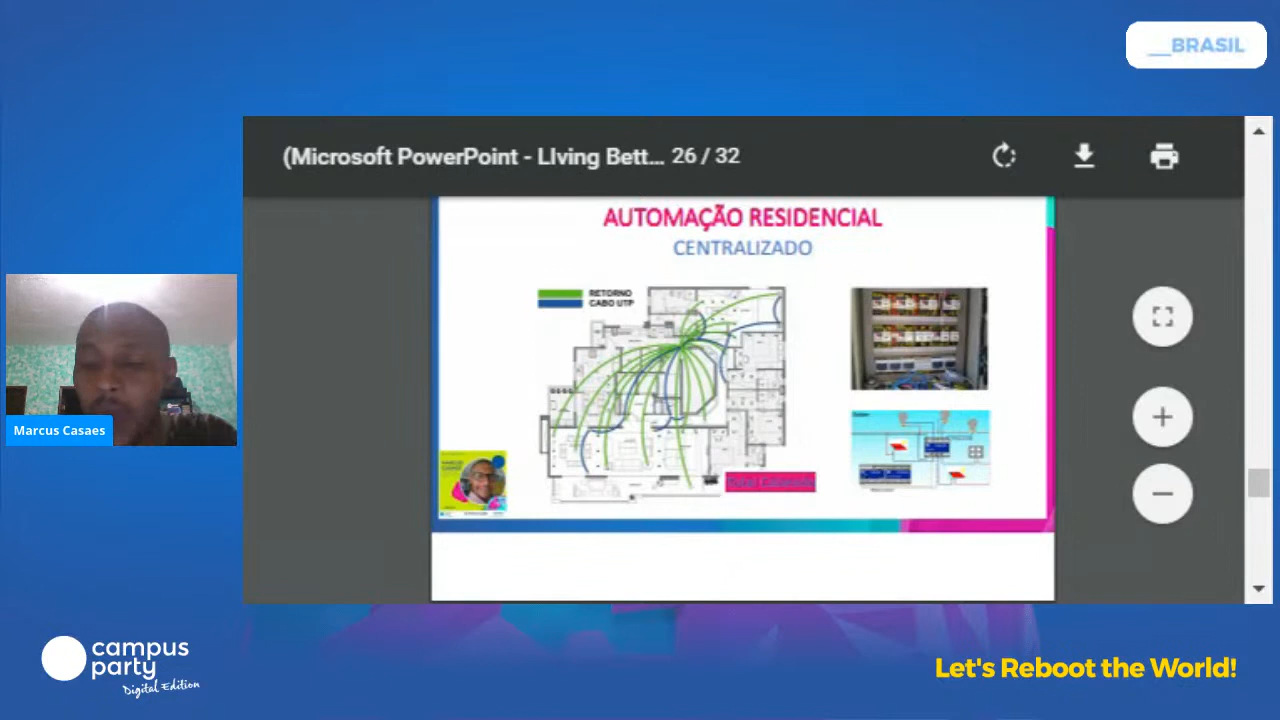 __BRASIL
(Microsoft PowerPoint - LIving Bett... 26 / 32
AUTOMAÇÃO RESIDENCIAL
CENTRALIZADO
RETORNO
CABO UTP
Marcus Casaes
campus
party
Digital Edition
Let's Reboot the World!